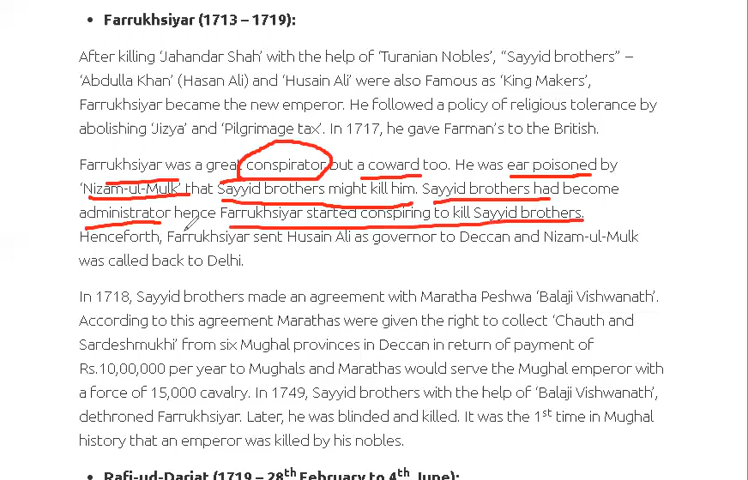 • Farrukhsiyar (1713 – 1719):
After killing ‘Jahandar Shah’ with the help of ‘Turanian Nobles’, “Sayyid brothers” –
‘Abdulla Khan’ (Hasan Ali) and ‘Husain Ali’ were also Famous as ‘King Makers’,
Farrukhsiyar became the new emperor. He followed a policy of religious tolerance by
abolishing ‘Jizya’ and ‘Pilgrimage tax’. In 1717, he gave Farman’s to the British.
Farrukhsiyar was a great conspirator but a coward too. He was ear poisoned by
‘Nizam-ul-Mulk’ that Sayyid brothers might kill him. Sayyid brothers had become
administrator hence Farrukhsiyar started conspiring to kill Sayyid brothers.
Henceforth, Farrukhsiyar sent Husain Ali as governor to Deccan and Nizam-ul-Mulk
was called back to Delhi.
In 1718, Sayyid brothers made an agreement with Maratha Peshwa ‘Balaji Vishwanath’.
According to this agreement Marathas were given the right to collect ‘Chauth and
Sardeshmukhi’ from six Mughal provinces in Deccan in return of payment of
Rs.10,00,000 per year to Mughals and Marathas would serve the Mughal emperor with
a force of 15,000 cavalry. In 1749, Sayyid brothers with the help of ‘Balaji Vishwanath’,
dethroned Farrukhsiyar. Later, he was blinded and killed. It was the 1st time in Mughal
history that an emperor was killed by his nobles.
• Rafi-ud-Darjat (1719 – 28th February to 4th June):